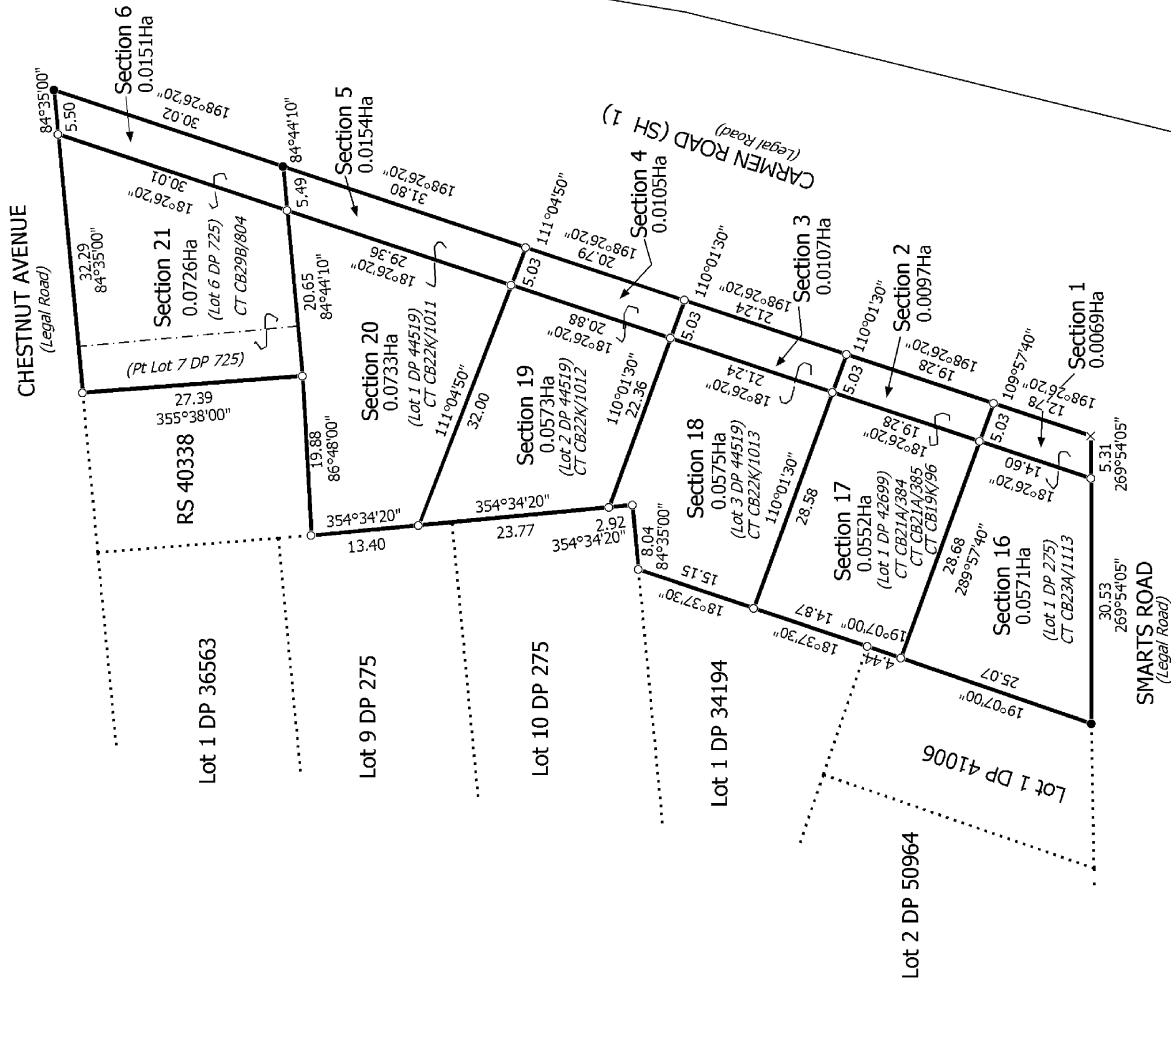 CHESTNUT AVENUE
(Legal Road)
84°35'00"
5.50
Section 6
0.0151Ha
30.02
198°26'20"
30.01
18°26'20"
32.29
84°35'00"
Section 21
0.0726Ha
(Lot 6 DP 725)
CT CB29B/804
(Pt Lot 7 DP 725)
27.39
355°38'00"
RS 40338
84°44'10"
5.49
20.65
84°44'10"
19.88
86°48'00"
Section 5
0.0154Ha
31.80
198°26'20"
29.36
18°26'20"
Section 20
0.0733Ha
(Lot 1 DP 44519)
CT CB22K/1011
111°04'50"
32.00
354°34'20"
13.40
111°04'50"
5.03
CARMEN ROAD (SH 1)
(Legal Road)
Section 4
0.0105Ha
198°26'20"
20.79
20.88
18°26'20"
Section 19
0.0573Ha
(Lot 2 DP 44519)
CT CB22K/1012
110°01'30"
22.36
354°34'20"
23.77
2.92
354°34'20"
8.04
84°35'00"
110°01'30"
5.03
Section 3
0.0107Ha
198°26'20"
21.24
21.24
18°26'20"
Section 18
0.0575Ha
(Lot 3 DP 44519)
CT CB22K/1013
110°01'30"
28.58
15.15
18°37'30"
110°01'30"
5.03
Section 2
0.0097Ha
198°26'20"
19.28
19.28
18°26'20"
Section 17
0.0552Ha
(Lot 1 DP 42699)
CT CB21A/384
CT CB21A/385
CT CB19K/96
14.87
18°37'30"
19°07'00"
4.44
28.68
289°57'40"
109°57'40"
5.03
Section 1
0.0069Ha
198°26'20"
12.78
14.60
18°26'20"
Section 16
0.0571Ha
(Lot 1 DP 275)
CT CB23A/1113
25.07
19°07'00"
5.31
269°54'05"
30.53
269°54'05"
SMARTS ROAD
(Legal Road)
Lot 1 DP 36563
Lot 9 DP 275
Lot 10 DP 275
Lot 1 DP 34194
Lot 1 DP 41006
Lot 2 DP 50964